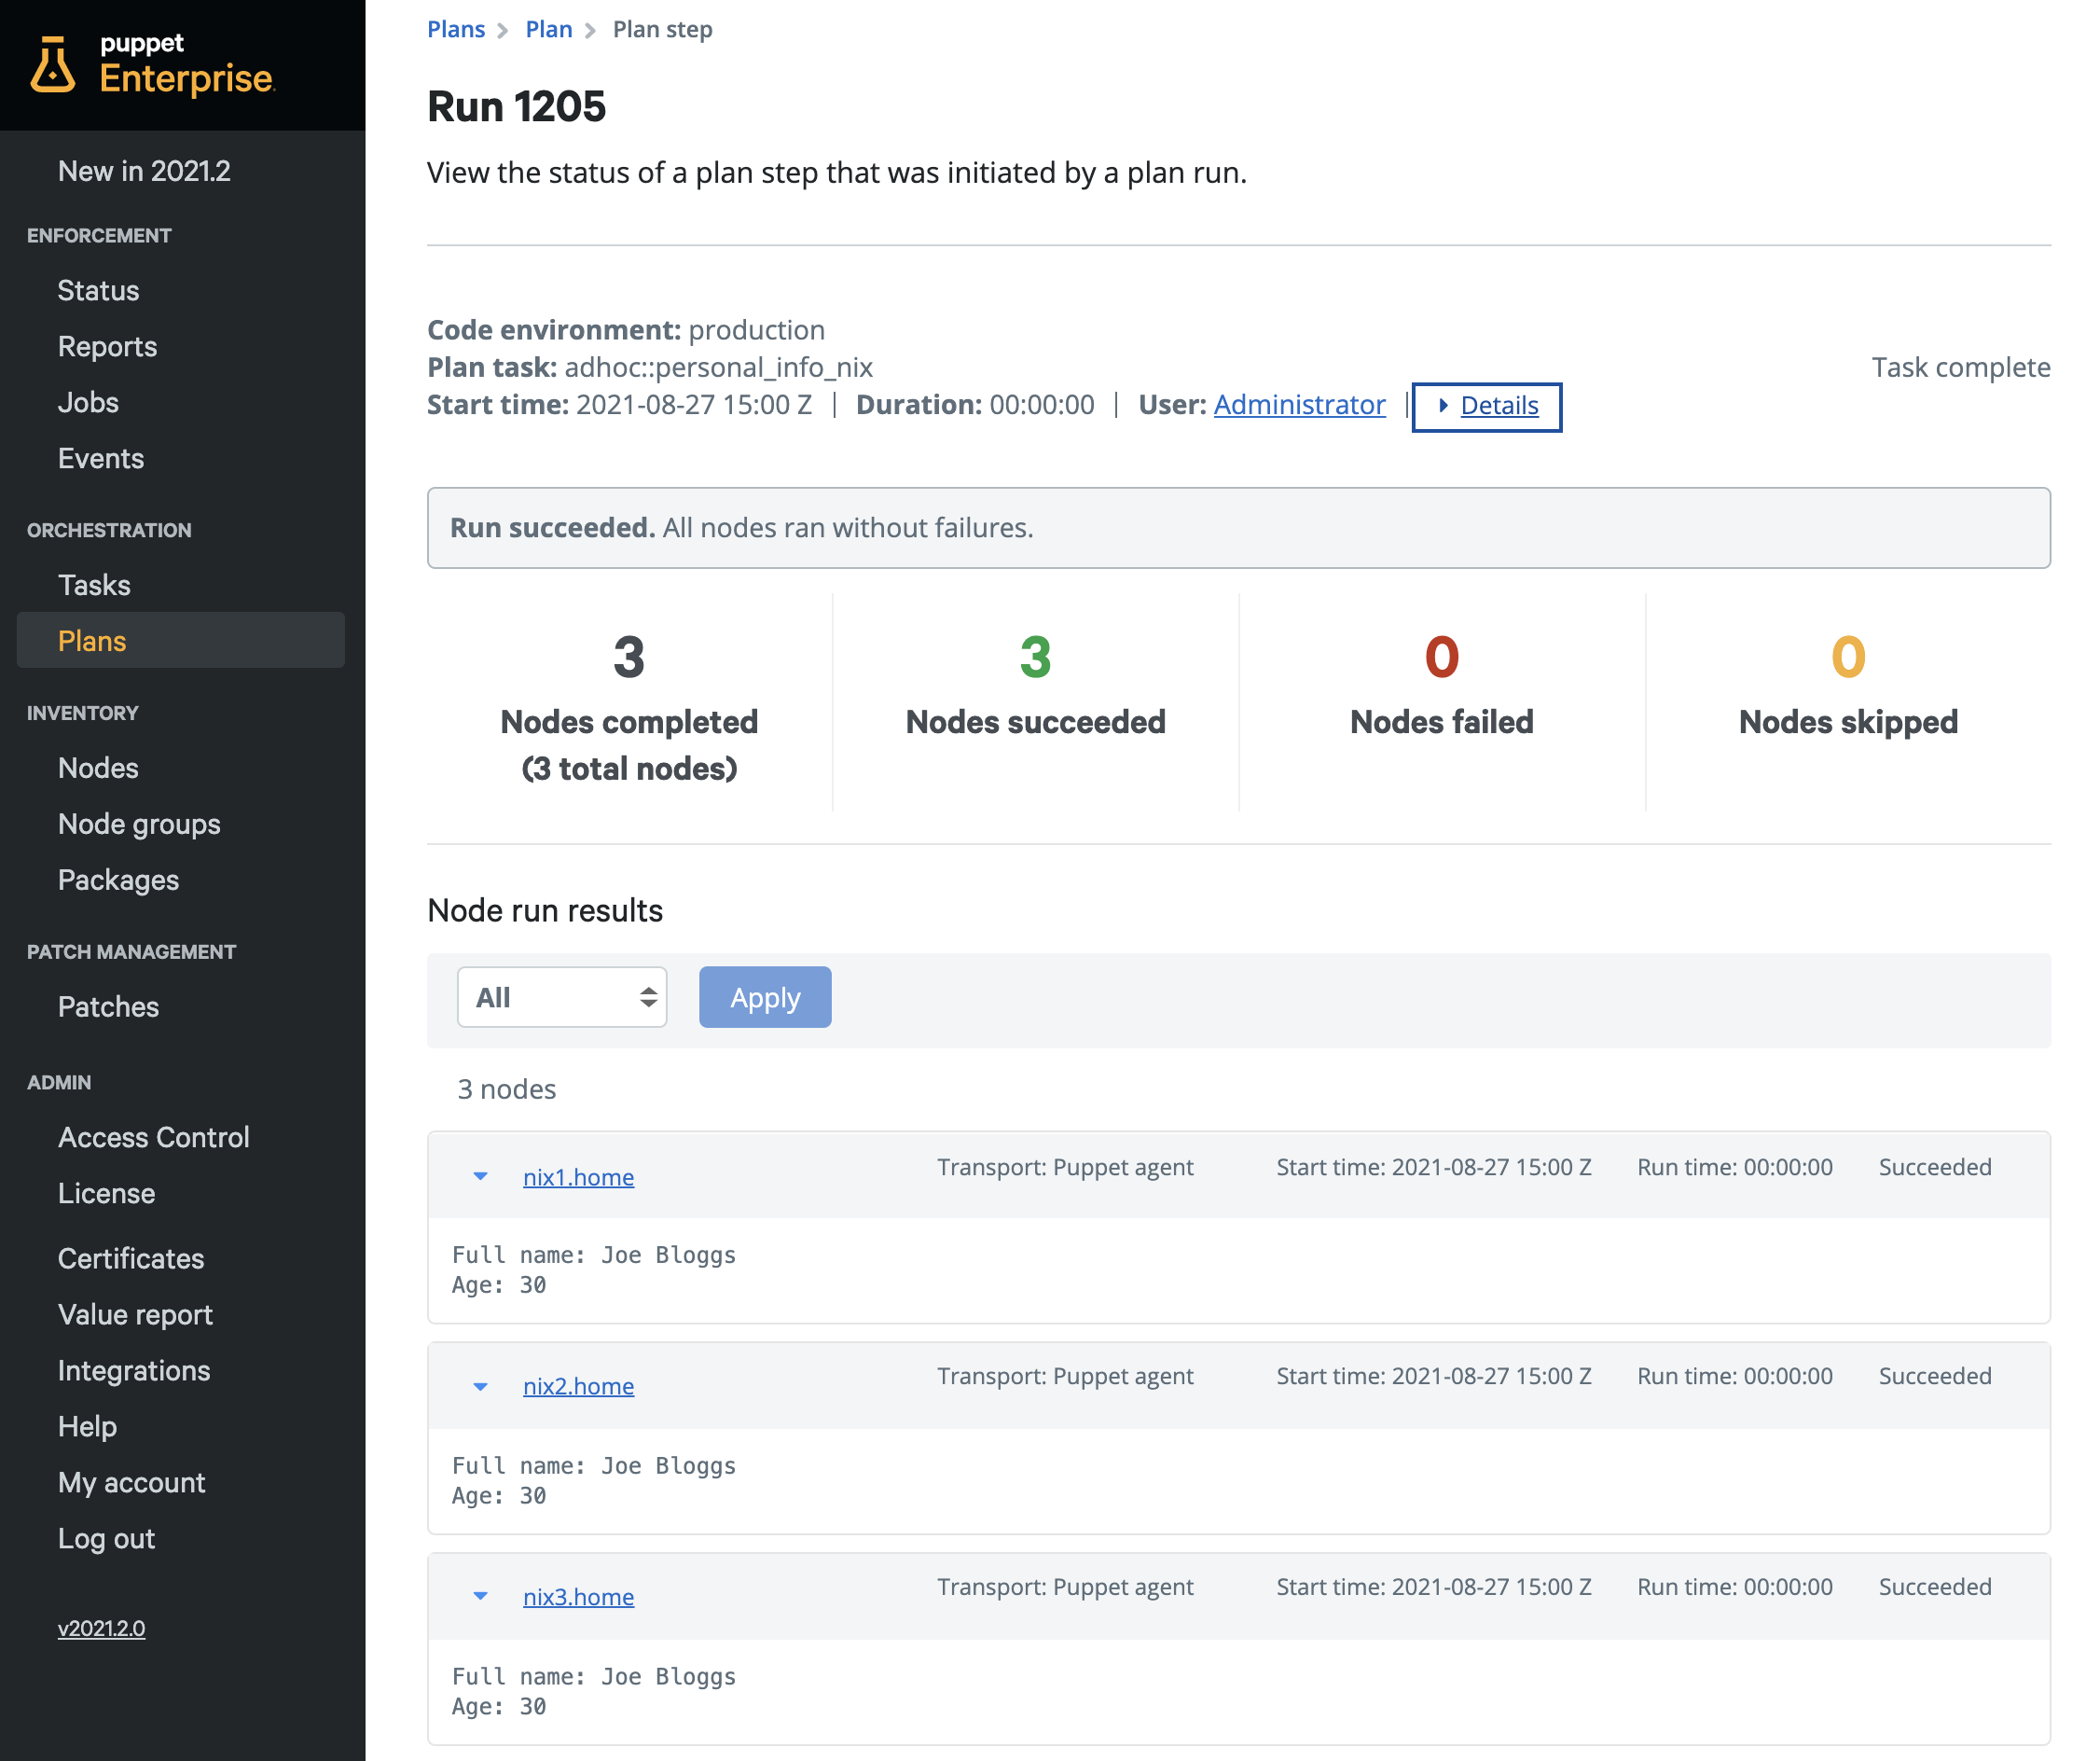 puppet
Enterprise.
New in 2021.2
ENFORCEMENT
Status
Reports
Jobs
Events
ORCHESTRATION
Tasks
Plans
INVENTORY
Nodes
Node groups
Packages
PATCH MANAGEMENT
Patches
ADMIN
Access Control
License
Certificates
Value report
Integrations
Help
My account
Log out
v2021.2.0
Plans > Plan > Plan step
Run 1205
View the status of a plan step that was initiated by a plan run.
Code environment: production
Plan task: adhoc::personal_info_nix
Task complete
Start time: 2021-08-27 15:00 Z | Duration: 00:00:00 | User: Administrator | Details
Run succeeded. All nodes ran without failures.
3
Nodes completed
(3 total nodes)
3
Nodes succeeded
0
Nodes failed
0
Nodes skipped
Node run results
All
Apply
3 nodes
nix1.home Transport: Puppet agent Start time: 2021-08-27 15:00 Z Run time: 00:00:00 Succeeded
Full name: Joe Bloggs
Age: 30
nix2.home Transport: Puppet agent Start time: 2021-08-27 15:00 Z Run time: 00:00:00 Succeeded
Full name: Joe Bloggs
Age: 30
nix3.home Transport: Puppet agent Start time: 2021-08-27 15:00 Z Run time: 00:00:00 Succeeded
Full name: Joe Bloggs
Age: 30